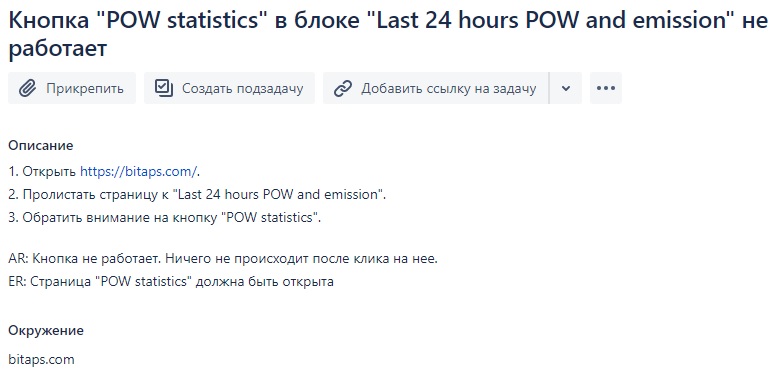 Кнопка "POW statistics" в блоке "Last 24 hours POW and emission" не
работает
Прикрепить Создать подзадачу Добавить ссылку на задачу
Описание
1. Открыть https://bitaps.com/.
2. Пролистать страницу к "Last 24 hours POW and emission".
3. Обратить внимание на кнопку "POW statistics".
AR: Кнопка не работает. Ничего не происходит после клика на нее.
ER: Страница "POW statistics" должна быть открыта
Окружение
bitaps.com